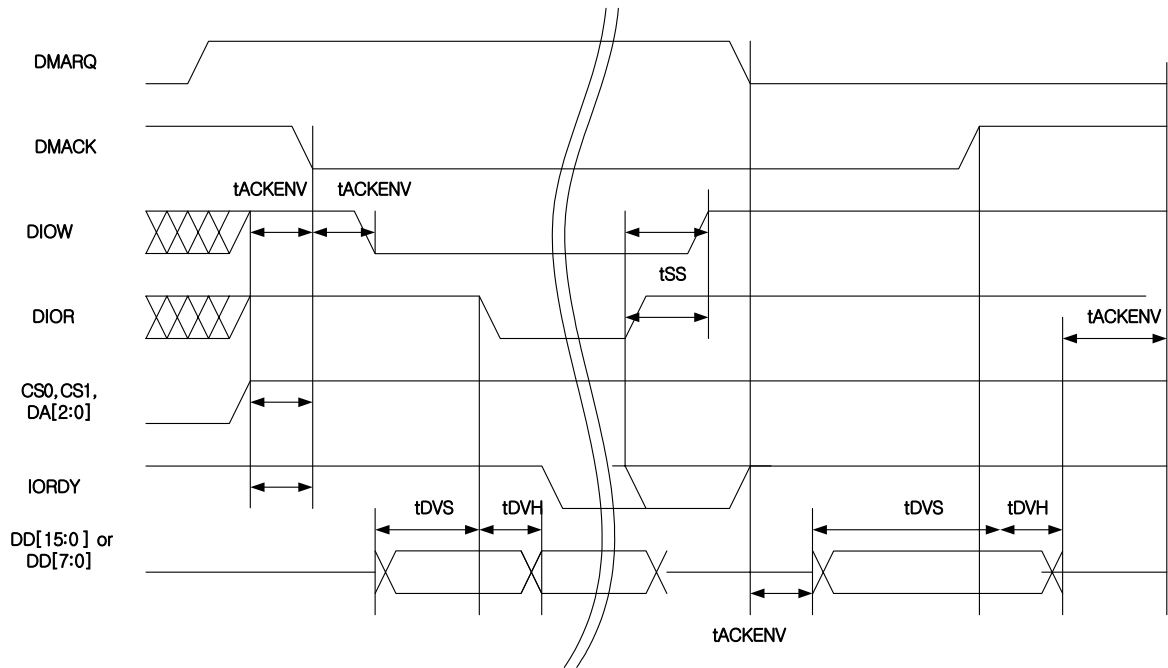 DMARQ
DMACK
tACKENV tACKENV
DIOW
tSS
DIOR
tACKENV
CS0,CS1,
DA[2:0]
IORDY
tDVS tDVH tDVS tDVH
DD[15:0] or
DD[7:0]
tACKENV